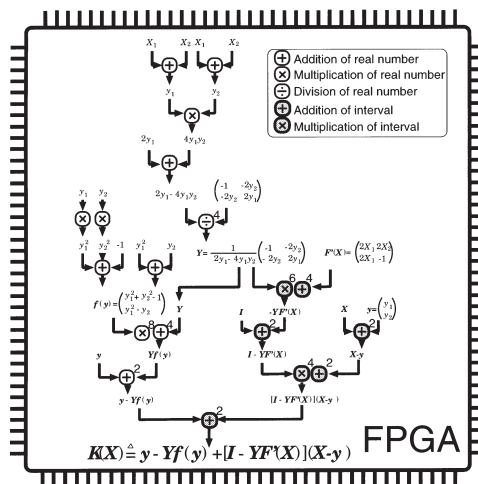 X₁ X₂ X₁ X₂
+ +
y₁ y₂
×
2y₁ 4y₁y₂
+
2y₁- 4y₁y₂ (-1 -2y₂
-2y₂ 2y₁)
÷ 4
⊕ Addition of real number
⊗ Multiplication of real number
÷ Division of real number
⊕ Addition of interval
⊗ Multiplication of interval
y₁ y₂
× ×
y₁² y₂² -1 y₁² y₂
+ +
Y= 1 / 2y₁- 4y₁y₂ (-1 -2y₂
-2y₂ 2y₁)
F'(X)= (2X₁ 2X₂
2X₁ -1)
f(y)=(y₁²+ y₂²- 1
y₁²- y₂) Y
× 6 + 4
I -YF'(X)
X y=(y₁
y₂)
× 8 + 4
+ 2
+ 2
y Yf(y)
I - YF'(X) X-y
+ 2
× 4 + 2
y - Yf(y)
[I - YF'(X)](X-y)
+ 2
K(X)≜ y - Yf(y)+[I - YF'(X)](X-y)
FPGA